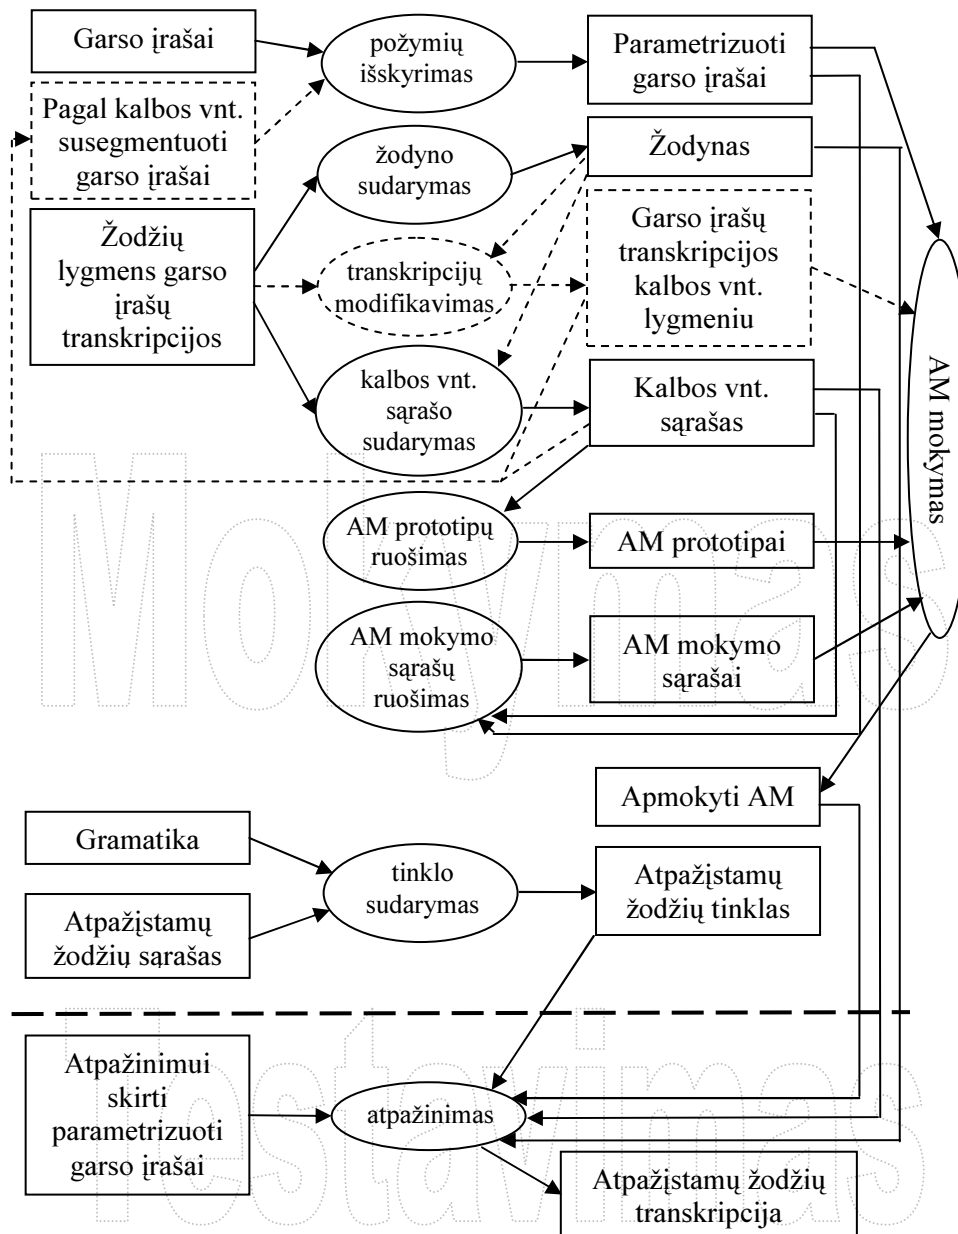 Garso įrašai
požymių
išskyrimas
Parametrizuoti
garso įrašai
Pagal kalbos vnt.
susegmentuoti
garso įrašai
žodyno
sudarymas
Žodynas
Žodžių
lygmens garso
įrašų
transkripcijos
transkripcijų
modifikavimas
Garso įrašų
transkripcijos
kalbos vnt.
lygmeniu
kalbos vnt.
sąrašo
sudarymas
Kalbos vnt.
sąrašas
AM mokymas
Mokymas
AM prototipų
ruošimas
AM prototipai
AM mokymo
sąrašų
ruošimas
AM mokymo
sąrašai
Apmokyti AM
Gramatika
tinklo
sudarymas
Atpažįstamų
žodžių tinklas
Atpažįstamų
žodžių sąrašas
Testavimas
Atpažinimui
skirti
parametrizuoti
garso įrašai
atpažinimas
Atpažįstamų žodžių
transkripcija